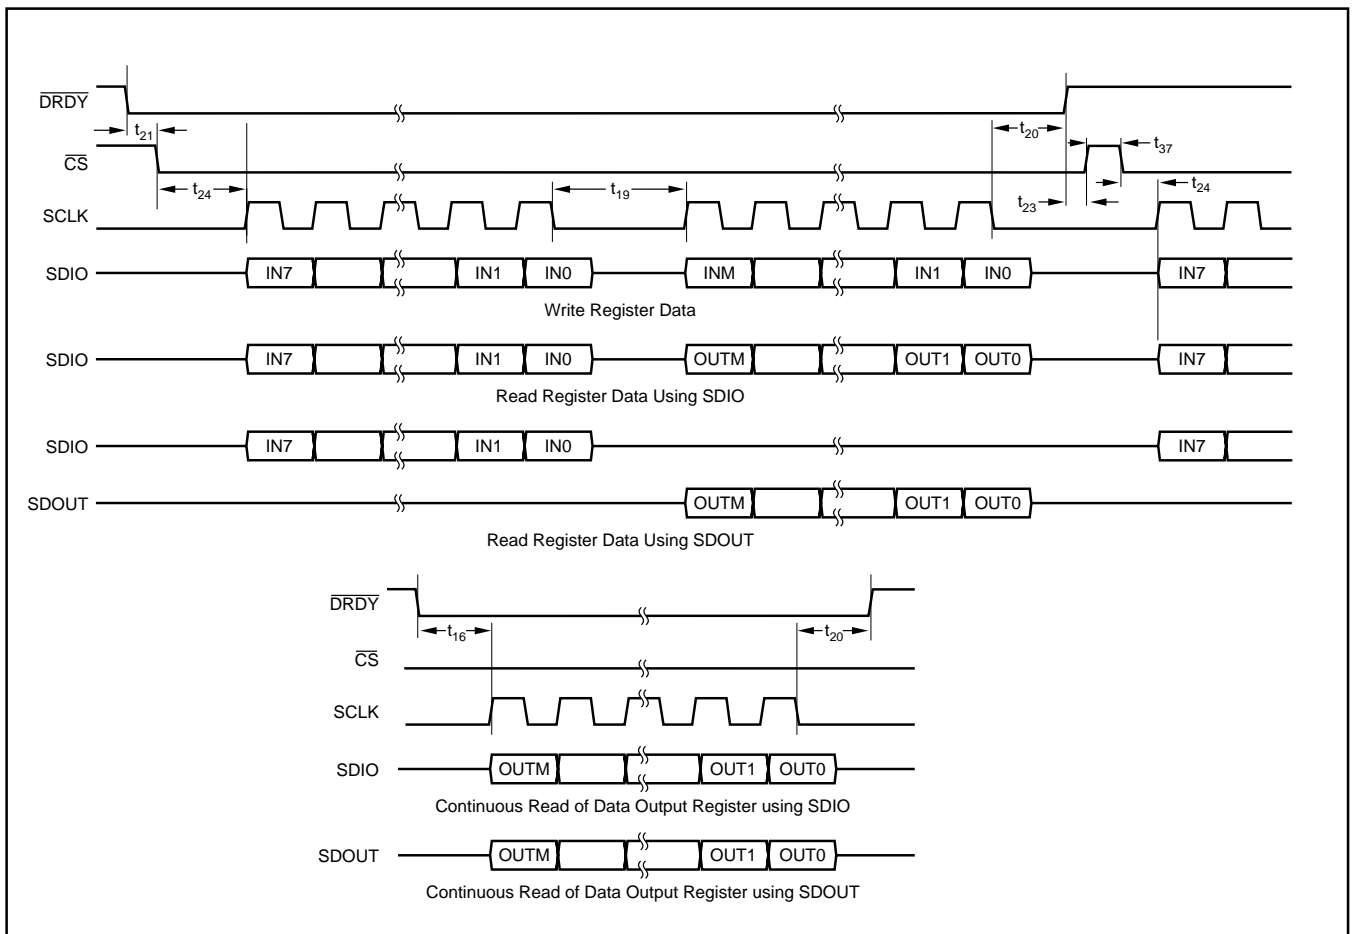 DRDY
t21
t20
CS
t37
t24
t19
t24
t23
SCLK
SDIO IN7 IN1 IN0 INM IN1 IN0 IN7
Write Register Data
SDIO IN7 IN1 IN0 OUTM OUT1 OUT0 IN7
Read Register Data Using SDIO
SDIO IN7 IN1 IN0 IN7
SDOUT OUTM OUT1 OUT0
Read Register Data Using SDOUT
DRDY
t16 t20
CS
SCLK
SDIO OUTM OUT1 OUT0
Continuous Read of Data Output Register using SDIO
SDOUT OUTM OUT1 OUT0
Continuous Read of Data Output Register using SDOUT